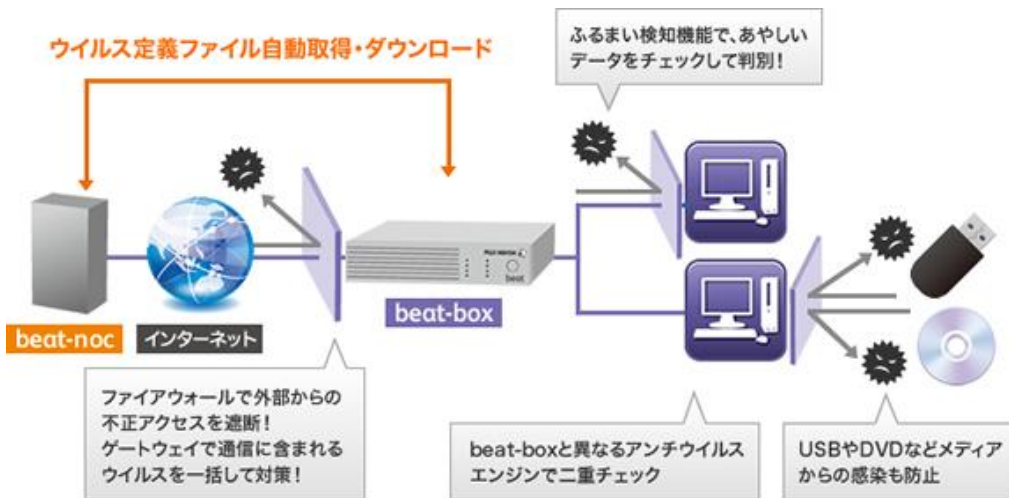 ウイルス定義ファイル自動取得・ダウンロード
ふるまい検知機能で、あやしい
データをチェックして判別!
FUJI XEROX
beat
beat-noc
インターネット
beat-box
ファイアウォールで外部からの
不正アクセスを遮断!
ゲートウェイで通信に含まれる
ウイルスを一括して対策!
beat-boxと異なるアンチウイルス
エンジンで二重チェック
USBやDVDなどメディア
からの感染も防止